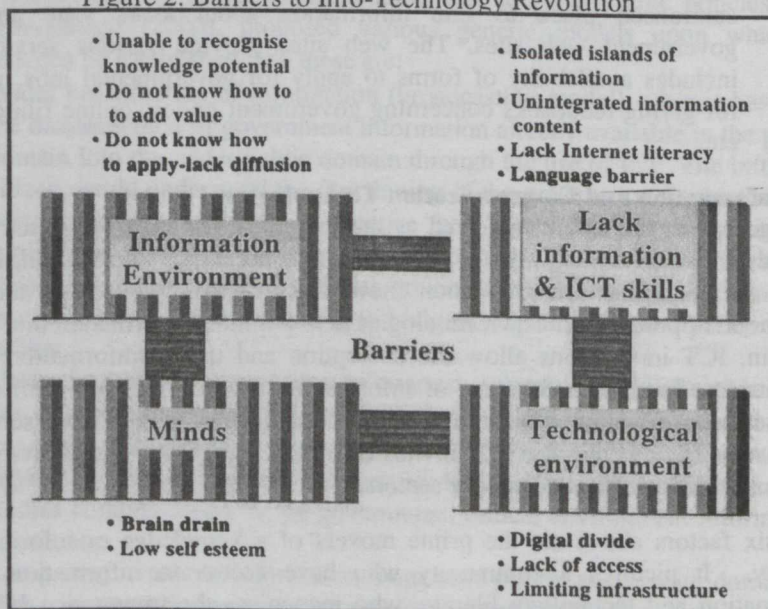 Figure 2. Barriers to Info-Technology Revolution
• Unable to recognise
knowledge potential
• Do not know how to
to add value
• Do not know how
to apply-lack diffusion
• Isolated islands of
information
• Unintegrated information
• Lack Internet literacy
• Language barrier
Information
Environment
Lack
information
& ICT skills
Barriers
Minds
Technological
environment
• Brain drain
• Low self esteem
• Digital divide
• Lack of access
• Limiting infrastructure